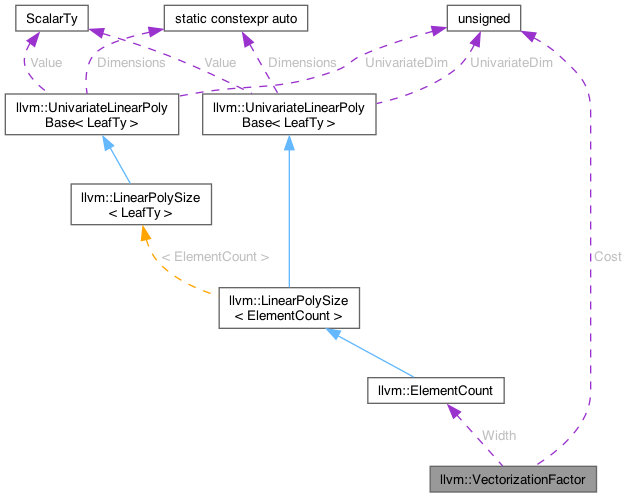 ScalarTy
static constexpr auto
unsigned
Value
Dimensions
Value
Dimensions
UnivariateDim
UnivariateDim
llvm::UnivariateLinearPoly
Base< LeafTy >
llvm::UnivariateLinearPoly
Base< LeafTy >
llvm::LinearPolySize
< LeafTy >
< ElementCount >
Cost
llvm::LinearPolySize
< ElementCount >
llvm::ElementCount
Width
llvm::VectorizationFactor